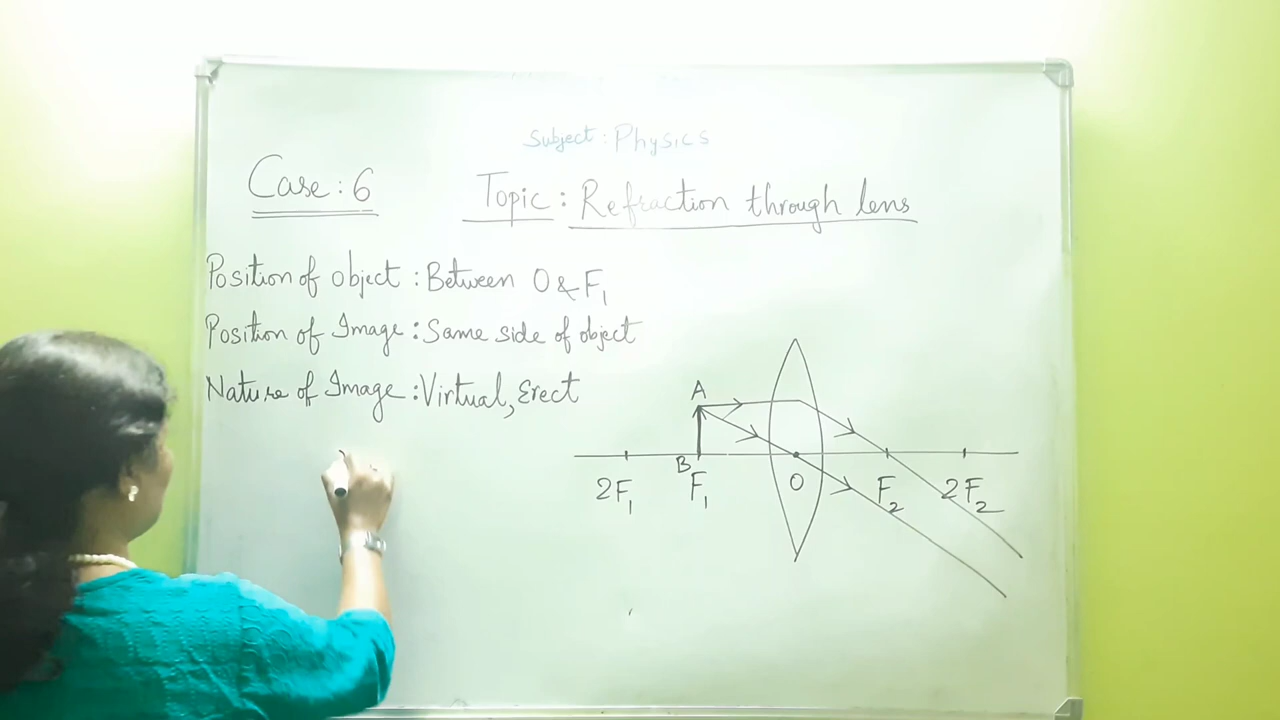 Subject: Physics
Case: 6
Topic: Refraction through lens
Position of object: Between O & F1
Position of Image: Same side of object
Nature of Image: Virtual, Erect
A
B
2F1
F1
O
F2
2F2